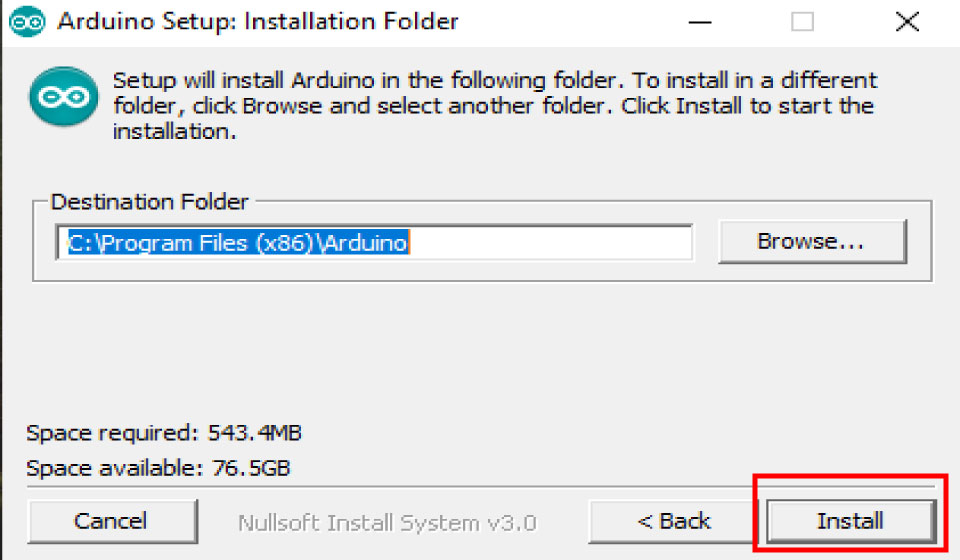 Arduino Setup: Installation Folder
Setup will install Arduino in the following folder. To install in a different
folder, click Browse and select another folder. Click Install to start the
installation.
Destination Folder
C:\Program Files (x86)\Arduino
Browse...
Space required: 543.4MB
Space available: 76.5GB
Cancel
Nullsoft Install System v3.0
< Back
Install